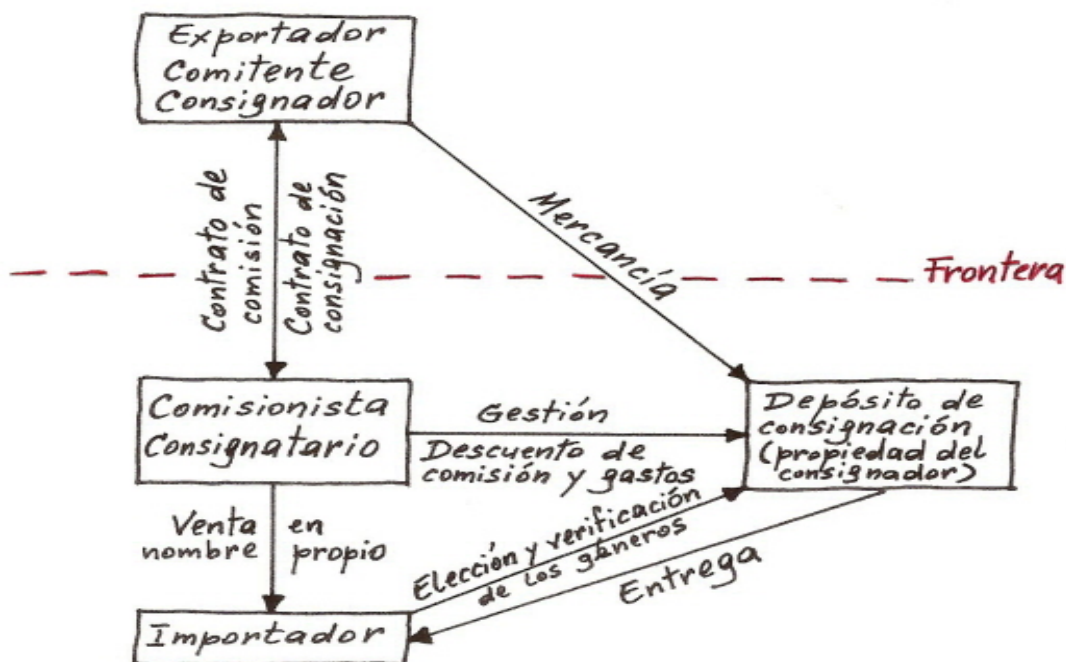 Exportador
Comitente
Consignador
Contrato de
comisión
Contrato de
consignación
Mercancía
Frontera
Comisionista
Consignatario
Gestión
Descuento de
comisión y gastos
Depósito de
consignación
(propiedad del
consignador)
Venta en
nombre propio
Elección y verificación
de los géneros
Entrega
Importador